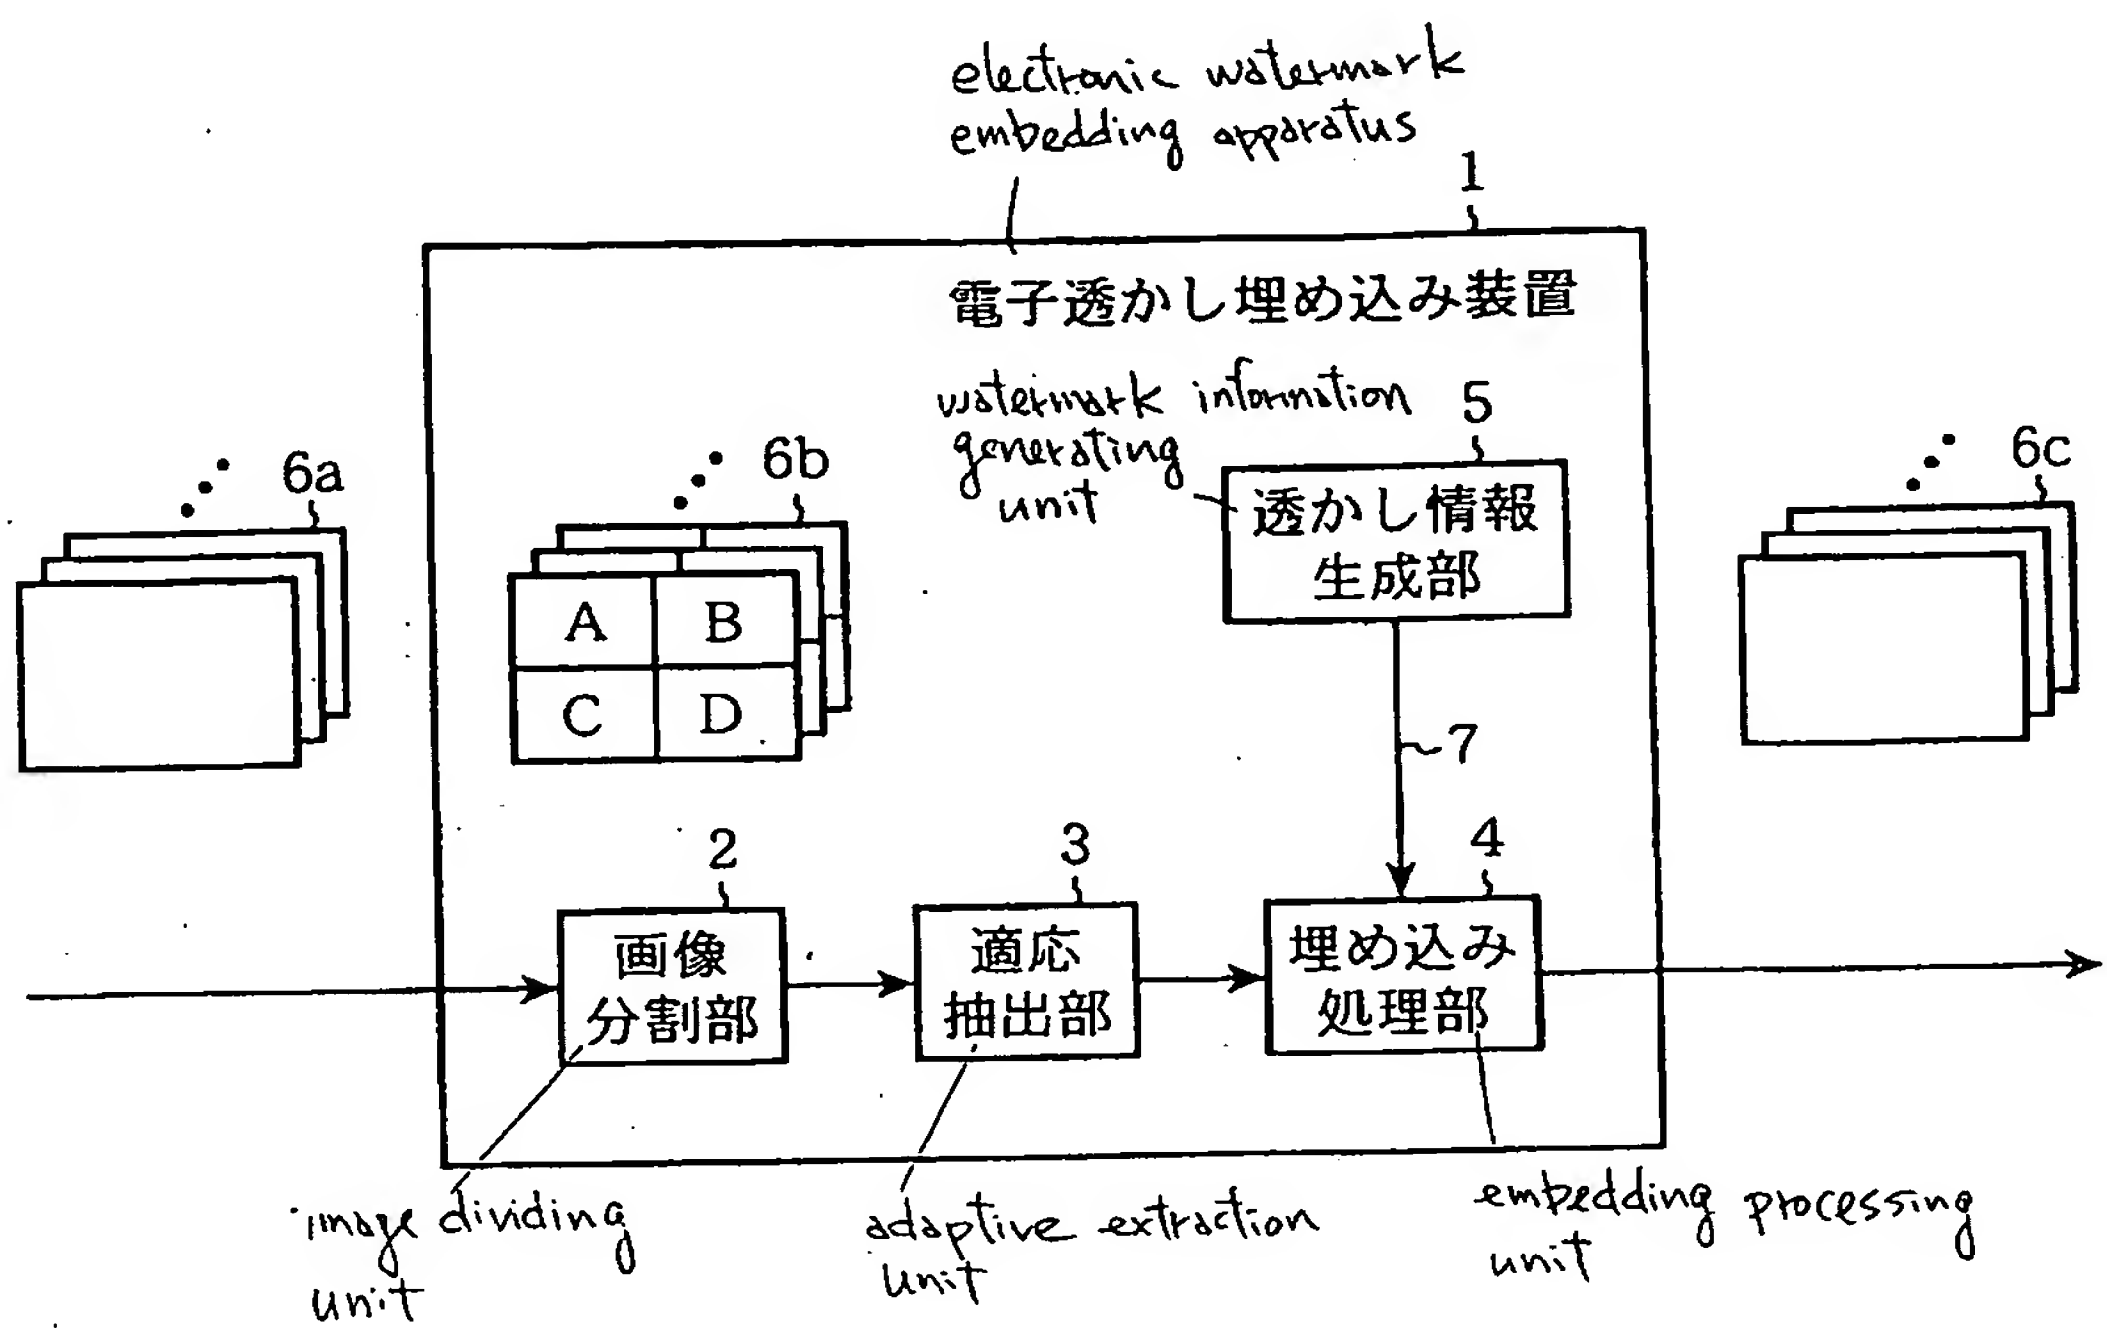 electronic watermark
embedding apparatus
1
電子透かし埋め込み装置
watermark information
generating
unit
5
透かし情報
生成部
6a
6b
6c
A B
C D
7
2
3
4
画像
分割部
適応
抽出部
埋め込み
処理部
image dividing
unit
adaptive extraction
unit
embedding processing
unit